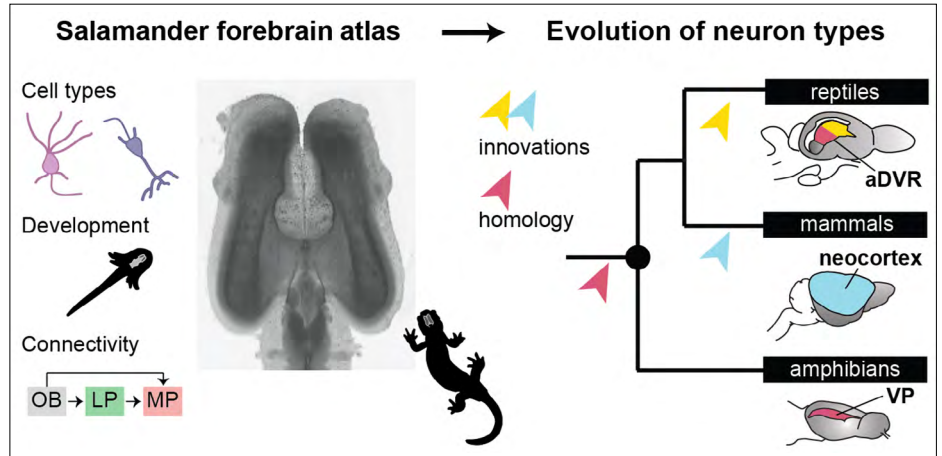 Salamander forebrain atlas
Evolution of neuron types
Cell types
Development
Connectivity
OB
LP
MP
innovations
homology
reptiles
aDVR
mammals
neocortex
amphibians
VP